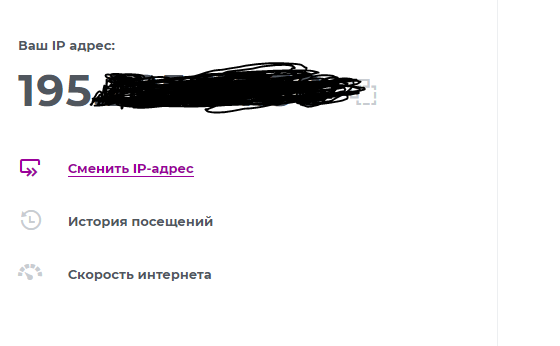 Ваш IP адрес:
195
Сменить IP-адрес
История посещений
Скорость интернета